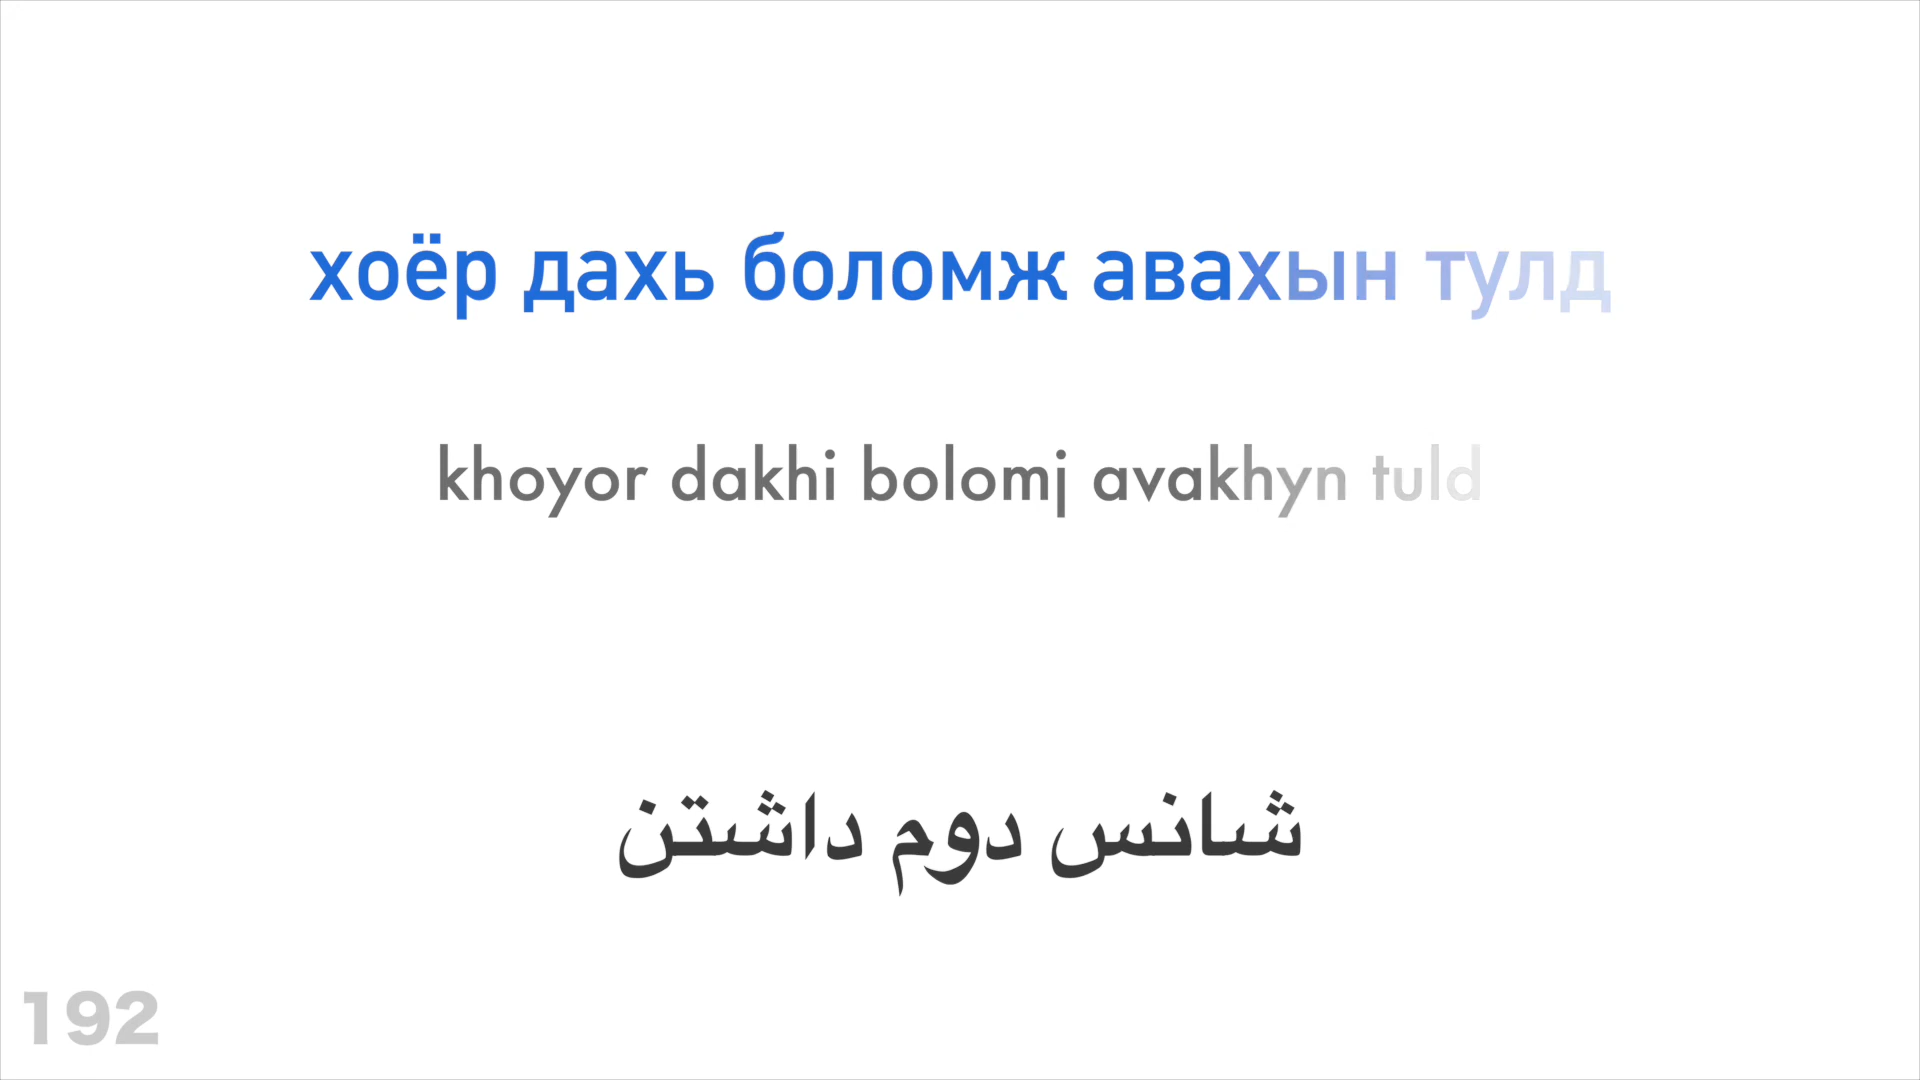 хоёр дахь боломж авахын тулд
khoyor dakhi bolomj avakhyn tuld
شانس دوم داشتن
192